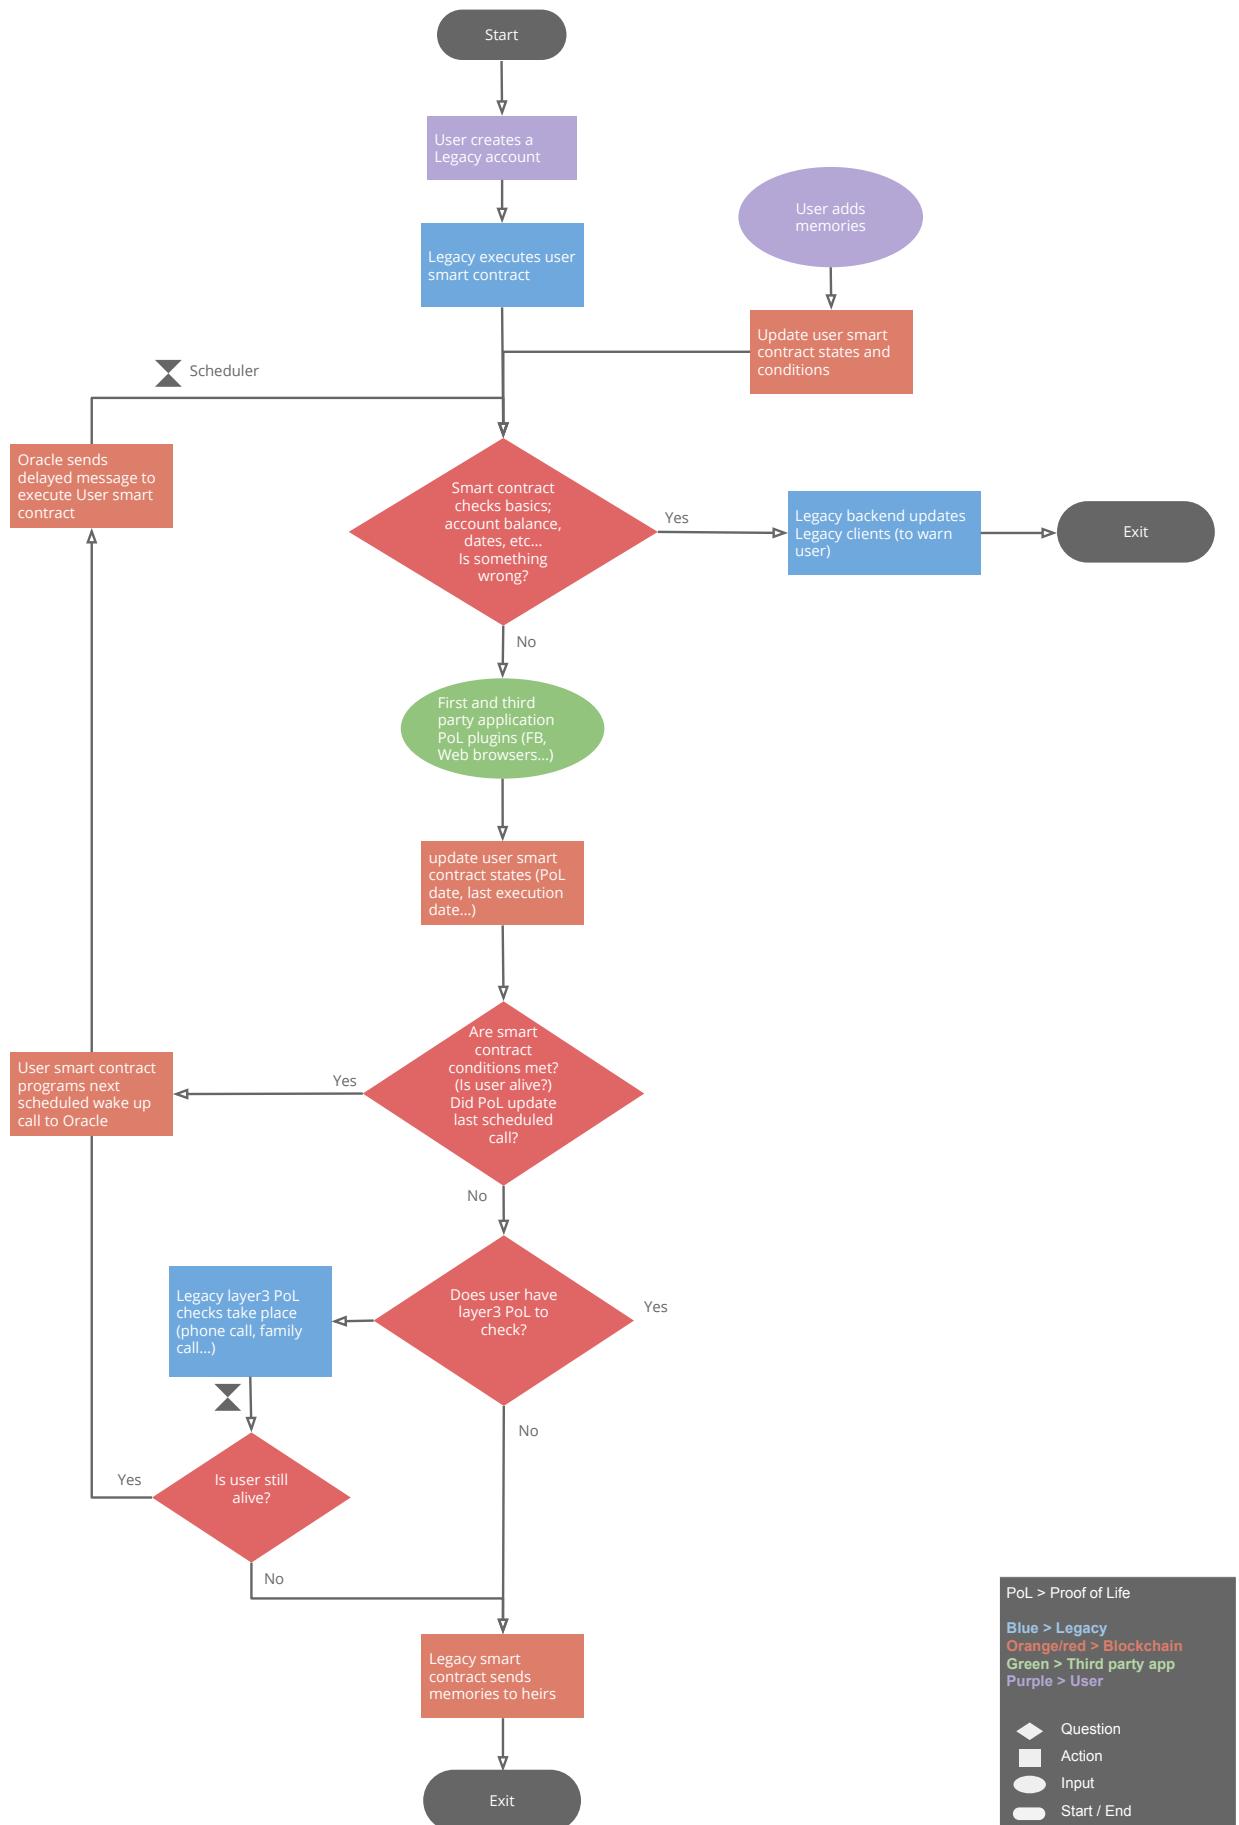 Start
User creates a
Legacy account
User adds
memories
Legacy executes user
smart contract
Update user smart
contract states and
conditions
Scheduler
Oracle sends
delayed message to
execute User smart
contract
Smart contract
checks basics;
account balance,
dates, etc...
Is something
wrong?
Yes
Legacy backend updates
Legacy clients (to warn
user)
Exit
No
First and third
party application
PoL plugins (FB,
Web browsers...)
update user smart
contract states (PoL
date, last execution
date...)
Are smart
contract
conditions met?
(Is user alive?)
Did PoL update
last scheduled
call?
Yes
User smart contract
programs next
scheduled wake up
call to Oracle
No
Does user have
layer3 PoL to
check?
Yes
Legacy layer3 PoL
checks take place
(phone call, family
call...)
No
Is user still
alive?
Yes
No
Legacy smart
contract sends
memories to heirs
Exit
PoL > Proof of Life
Blue > Legacy
Orange/red > Blockchain
Green > Third party app
Purple > User
Question
Action
Input
Start / End